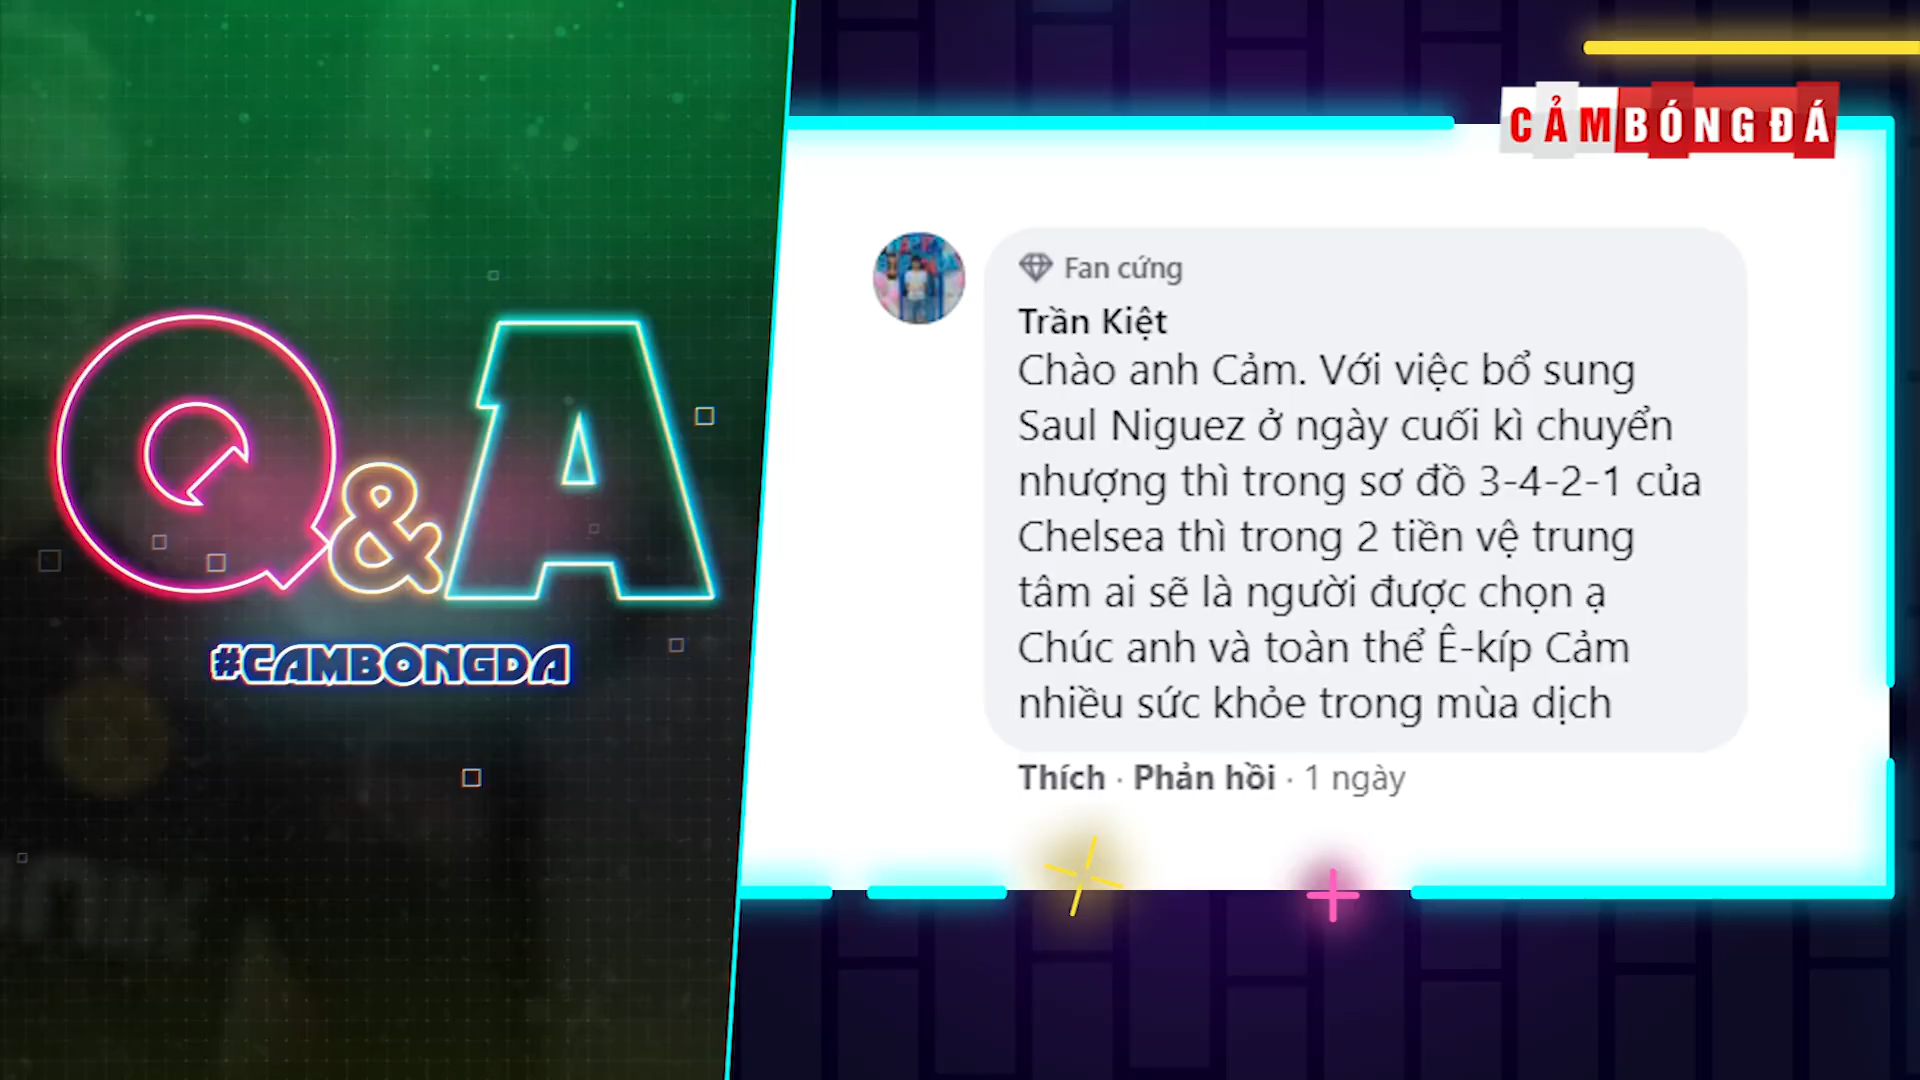 Q&A
#CAMBONGDA
CẢMBÓNGĐÁ
Fan cứng
Trần Kiệt
Chào anh Cảm. Với việc bổ sung
Saul Niguez ở ngày cuối kì chuyển
nhượng thì trong sơ đồ 3-4-2-1 của
Chelsea thì trong 2 tiền vệ trung
tâm ai sẽ là người được chọn ạ
Chúc anh và toàn thể Ê-kíp Cảm
nhiều sức khỏe trong mùa dịch
Thích · Phản hồi · 1 ngày